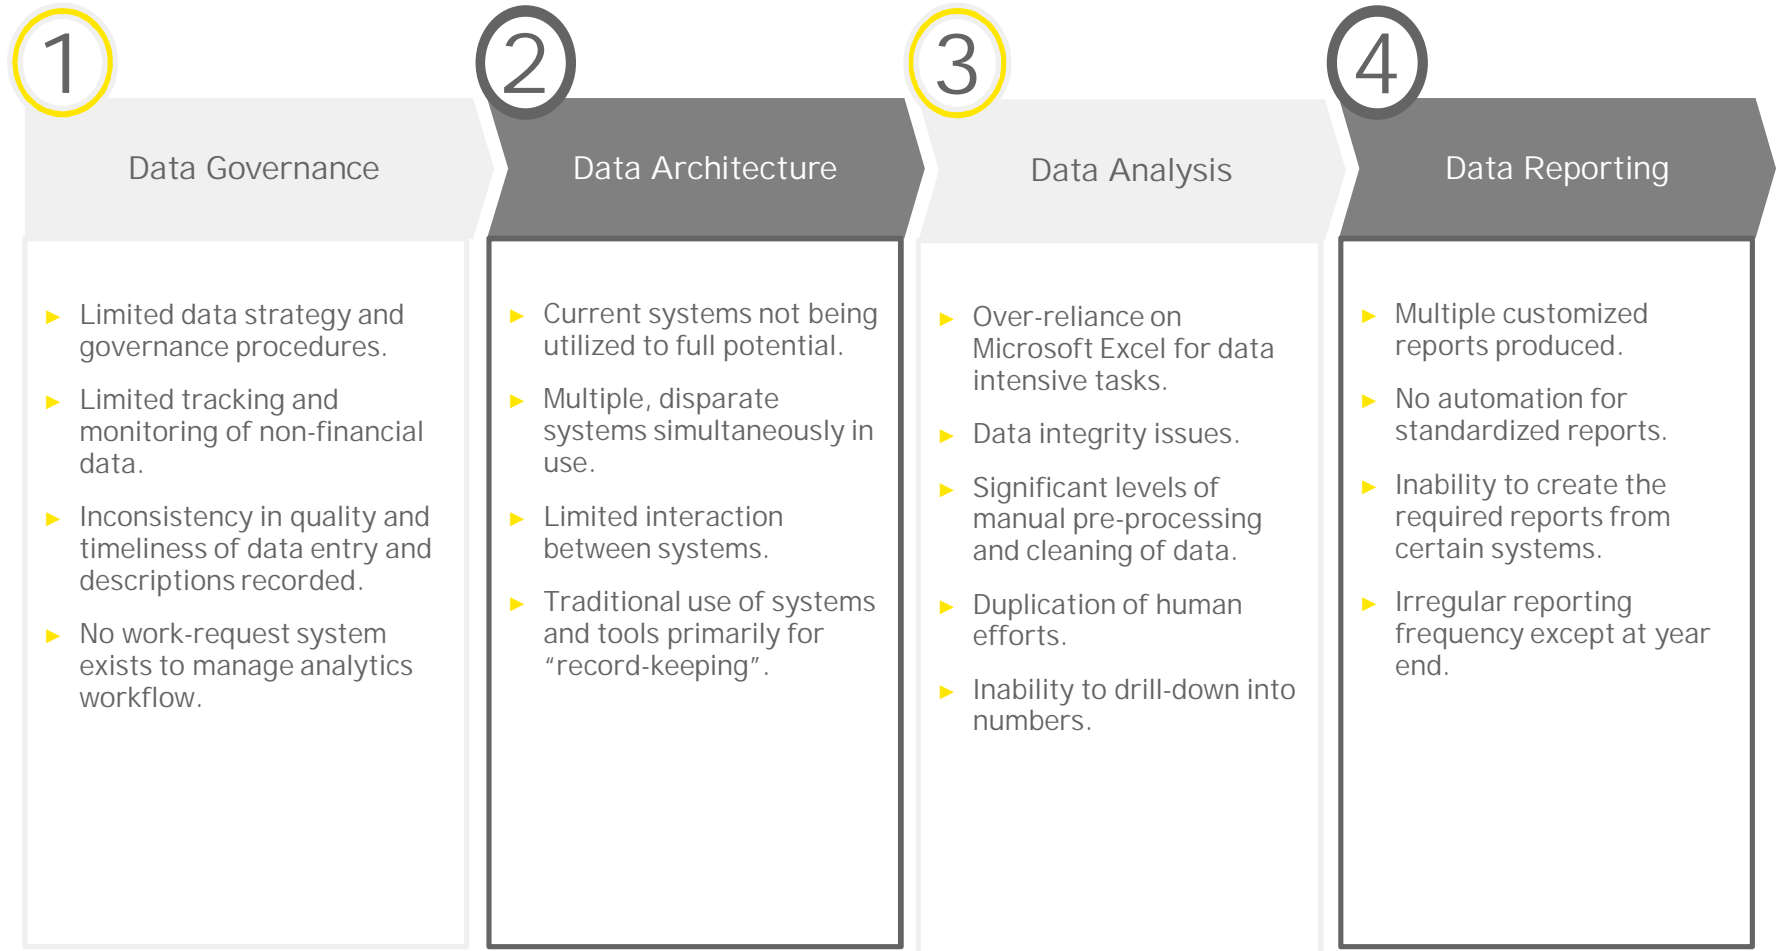 1
Data Governance
Limited data strategy and
governance procedures.
Limited tracking and
monitoring of non-financial
data.
Inconsistency in quality and
timeliness of data entry and
descriptions recorded.
No work-request system
exists to manage analytics
workflow.
2
Data Architecture
Current systems not being
utilized to full potential.
Multiple, disparate
systems simultaneously in
use.
Limited interaction
between systems.
Traditional use of systems
and tools primarily for
“record-keeping”.
3
Data Analysis
Over-reliance on
Microsoft Excel for data
intensive tasks.
Data integrity issues.
Significant levels of
manual pre-processing
and cleaning of data.
Duplication of human
efforts.
Inability to drill-down into
numbers.
4
Data Reporting
Multiple customized
reports produced.
No automation for
standardized reports.
Inability to create the
required reports from
certain systems.
Irregular reporting
frequency except at year
end.